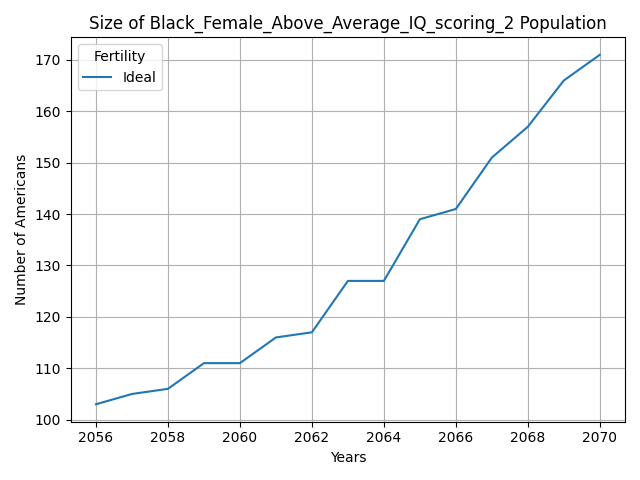 Size of Black_Female_Above_Average_IQ_scoring_2 Population
Fertility
Ideal
Number of Americans
170
160
150
140
130
120
110
100
2056 2058 2060 2062 2064 2066 2068 2070
Years